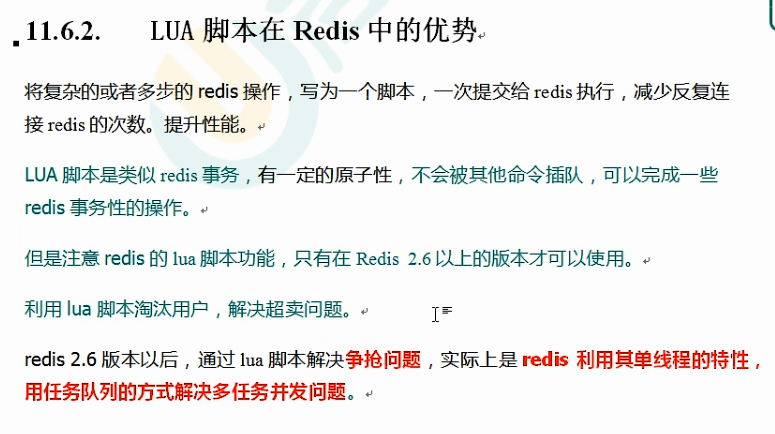 11.6.2. LUA 脚本在 Redis 中的优势
将复杂的或者多步的 redis 操作，写为一个脚本，一次提交给 redis 执行，减少反复连
接 redis 的次数。提升性能。
LUA 脚本是类似 redis 事务，有一定的原子性，不会被其他命令插队，可以完成一些
redis 事务性的操作。
但是注意 redis 的 lua 脚本功能，只有在 Redis 2.6 以上的版本才可以使用。
利用 lua 脚本淘汰用户，解决超卖问题。
redis 2.6 版本以后，通过 lua 脚本解决争抢问题，实际上是 redis 利用其单线程的特性，
用任务队列的方式解决多任务并发问题。